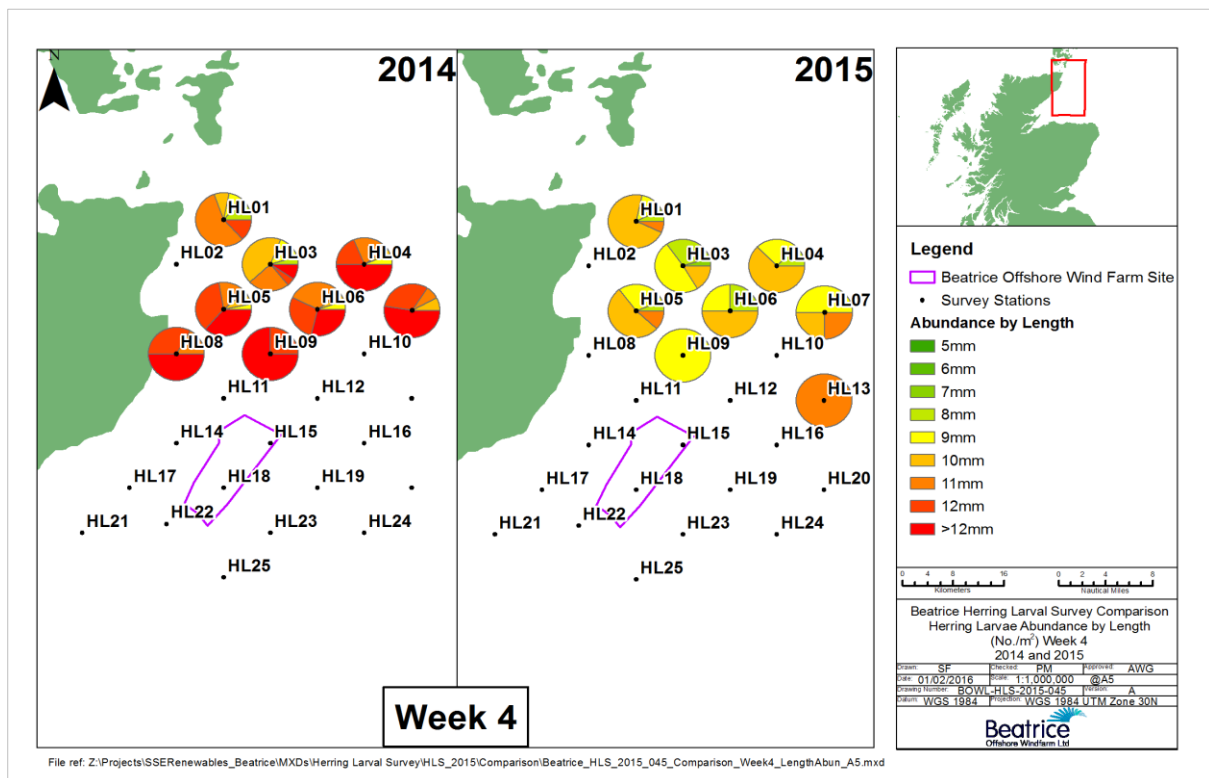 N
2014
HL01
HL02
HL03
HL04
HL05
HL06
HL08
HL09
HL10
HL11
HL12
HL14
HL15
HL16
HL17
HL18
HL19
HL21
HL22
HL23
HL24
HL25
2015
HL01
HL02
HL03
HL04
HL05
HL06
HL07
HL08
HL09
HL10
HL11
HL12
HL13
HL14
HL15
HL16
HL17
HL18
HL19
HL20
HL21
HL22
HL23
HL24
HL25
Week 4
Legend
Beatrice Offshore Wind Farm Site
Survey Stations
Abundance by Length
5mm
6mm
7mm
8mm
9mm
10mm
11mm
12mm
>12mm
0 4 8 16
Kilometers
0 2 4 8
Nautical Miles
Beatrice Herring Larval Survey Comparison
Herring Larvae Abundance by Length
(No./m²) Week 4
2014 and 2015
Drawn: SF Checked: PM Approved: AWG
Date: 01/02/2016 Scale: 1:1,000,000 @A5
Drawing Number: BOWL-HLS-2015-045 Version: A
Datum: WGS 1984 Projection: WGS 1984 UTM Zone 30N
Beatrice
Offshore Windfarm Ltd
File ref: Z:\Projects\SSERenewables_Beatrice\MXDs\Herring Larval Survey\HLS_2015\Comparison\Beatrice_HLS_2015_045_Comparison_Week4_LengthAbun_A5.mxd